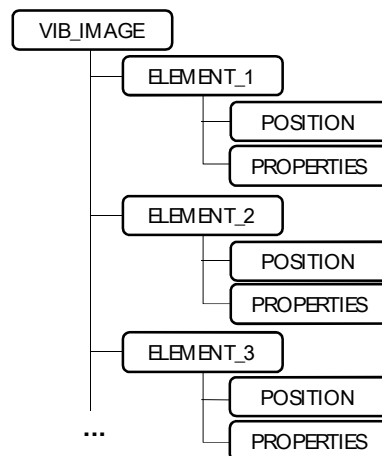 VIB_IMAGE
ELEMENT_1
POSITION
PROPERTIES
ELEMENT_2
POSITION
PROPERTIES
ELEMENT_3
POSITION
...
PROPERTIES